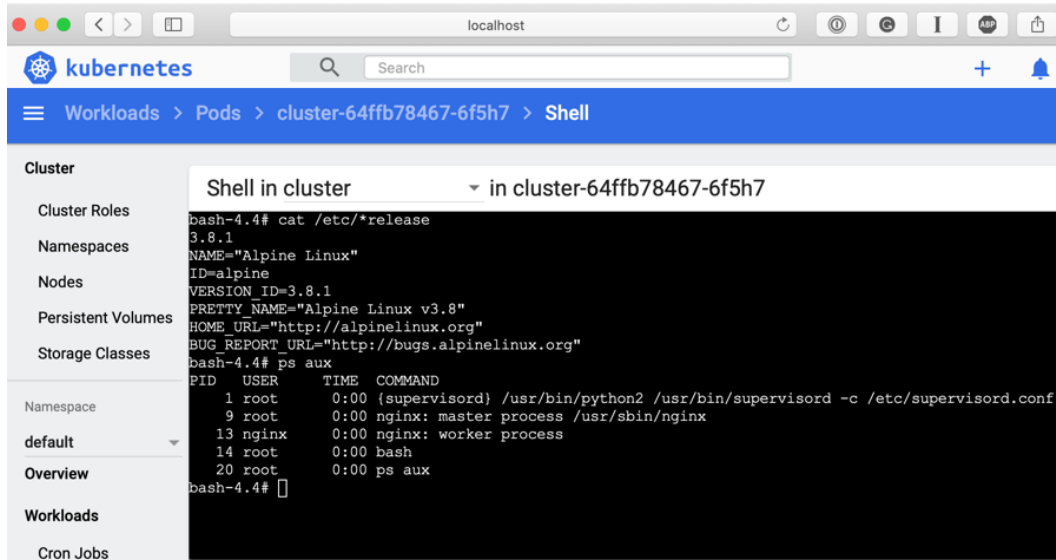 localhost
ABP
kubernetes
Search
Workloads > Pods > cluster-64ffb78467-6f5h7 > Shell
Cluster
Cluster Roles
Namespaces
Nodes
Persistent Volumes
Storage Classes
Namespace
default
Overview
Workloads
Cron Jobs
Shell in cluster in cluster-64ffb78467-6f5h7
bash-4.4# cat /etc/*release
3.8.1
NAME="Alpine Linux"
ID=alpine
VERSION_ID=3.8.1
PRETTY_NAME="Alpine Linux v3.8"
HOME_URL="http://alpinelinux.org"
BUG_REPORT_URL="http://bugs.alpinelinux.org"
bash-4.4# ps aux
PID USER TIME COMMAND
1 root 0:00 {supervisord} /usr/bin/python2 /usr/bin/supervisord -c /etc/supervisord.conf
9 root 0:00 nginx: master process /usr/sbin/nginx
13 nginx 0:00 nginx: worker process
14 root 0:00 bash
20 root 0:00 ps aux
bash-4.4#